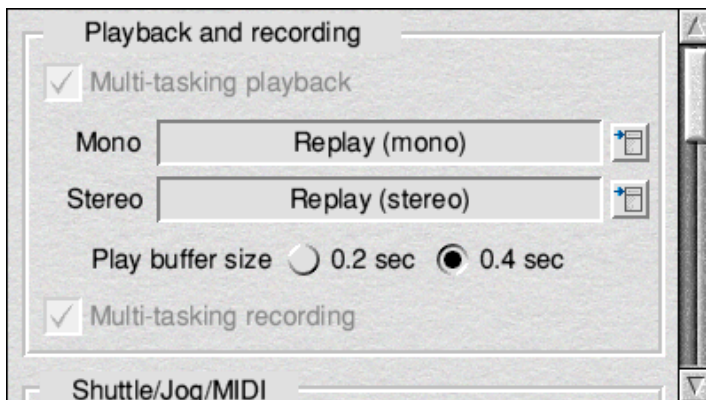 Playback and recording
Multi-tasking playback
Mono Replay (mono)
Stereo Replay (stereo)
Play buffer size 0.2 sec 0.4 sec
Multi-tasking recording
Shuttle/Jog/MIDI